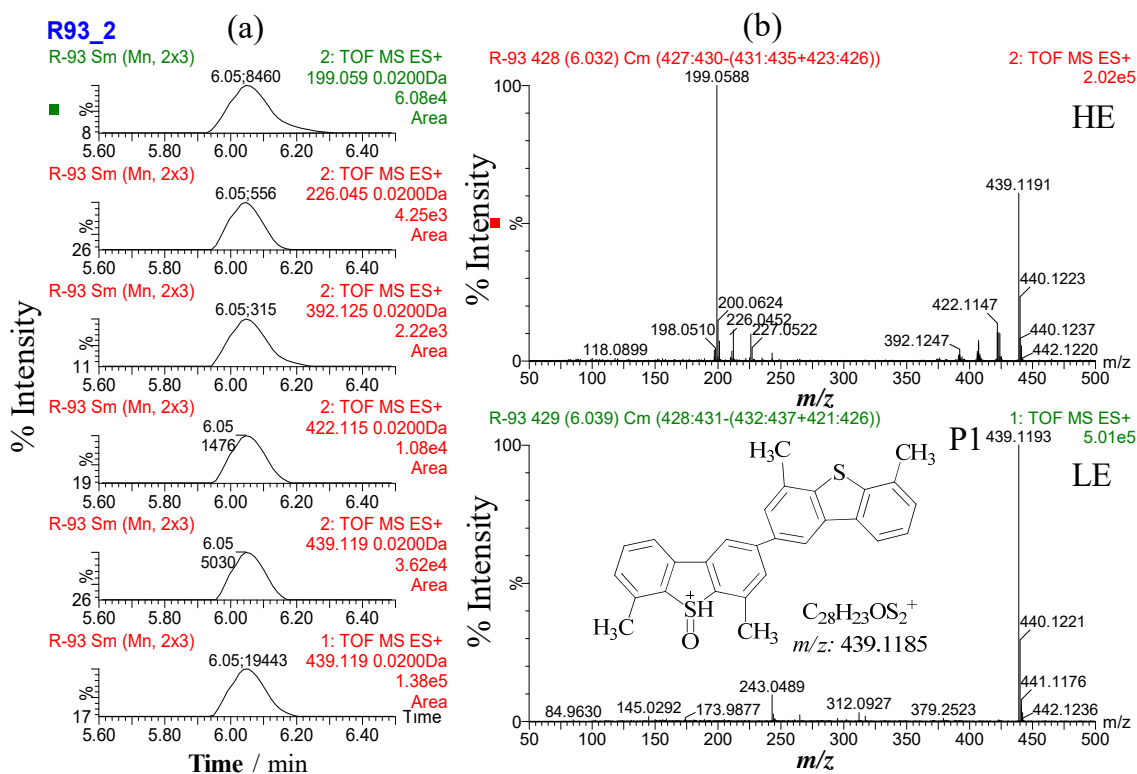 R93_2
(a)
R-93 Sm (Mn, 2x3)
2: TOF MS ES+
199.059 0.0200Da
6.08e4
Area
6.05;8460
%
8
5.60 5.80 6.00 6.20 6.40
R-93 Sm (Mn, 2x3)
2: TOF MS ES+
226.045 0.0200Da
4.25e3
Area
6.05;556
%
26
5.60 5.80 6.00 6.20 6.40
R-93 Sm (Mn, 2x3)
2: TOF MS ES+
392.125 0.0200Da
2.22e3
Area
6.05;315
%
11
5.60 5.80 6.00 6.20 6.40
R-93 Sm (Mn, 2x3)
2: TOF MS ES+
422.115 0.0200Da
1.08e4
Area
6.05
1476
%
19
5.60 5.80 6.00 6.20 6.40
R-93 Sm (Mn, 2x3)
2: TOF MS ES+
439.119 0.0200Da
3.62e4
Area
6.05
5030
%
26
5.60 5.80 6.00 6.20 6.40
R-93 Sm (Mn, 2x3)
1: TOF MS ES+
439.119 0.0200Da
1.38e5
Area
6.05;19443
%
17
Time
5.60 5.80 6.00 6.20 6.40
% Intensity
Time / min
(b)
R-93 428 (6.032) Cm (427:430-(431:435+423:426))
2: TOF MS ES+
2.02e5
HE
199.0588
100
439.1191
% Intensity
%
440.1223
422.1147
200.0624
198.0510
226.0452
227.0522
440.1237
392.1247
118.0899
442.1220
0
m/z
50 100 150 200 250 300 350 400 450 500
m/z
R-93 429 (6.039) Cm (428:431-(432:437+421:426))
1: TOF MS ES+
5.01e5
P1
439.1193
LE
100
H₃C
S
CH₃
% Intensity
%
H₃C
+
SH
O
CH₃
C₂₈H₂₃OS₂⁺
m/z: 439.1185
440.1221
441.1176
243.0489
312.0927
442.1236
84.9630
145.0292
173.9877
379.2523
0
m/z
50 100 150 200 250 300 350 400 450 500
m/z